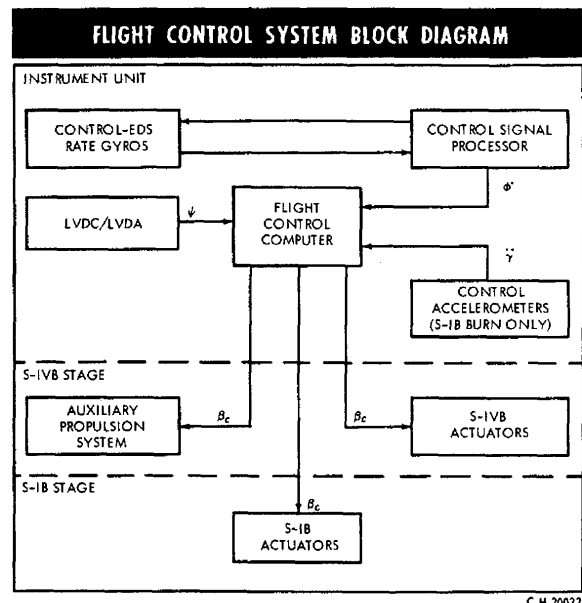 FLIGHT CONTROL SYSTEM BLOCK DIAGRAM
INSTRUMENT UNIT
CONTROL-EDS
RATE GYROS
CONTROL SIGNAL
PROCESSOR
φ̇
LVDC/LVDA
ψ
FLIGHT
CONTROL
COMPUTER
γ̈
CONTROL
ACCELEROMETERS
(S-IB BURN ONLY)
S-IVB STAGE
AUXILIARY
PROPULSION
SYSTEM
βc
βc
S-IVB
ACTUATORS
S-IB STAGE
βc
S-IB
ACTUATORS